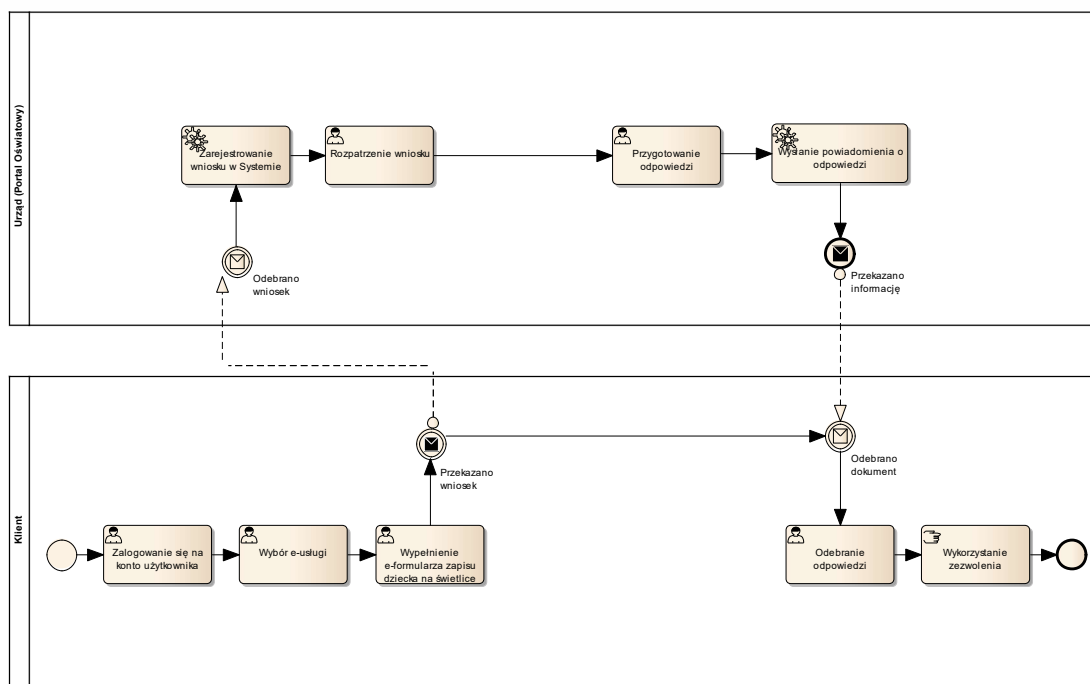 Urząd (Portal Oświatowy)
Zarejestrowanie
wniosku w Systemie
Rozpatrzenie wniosku
Przygotowanie
odpowiedzi
Wysłanie powiadomienia o
odpowiedzi
Odebrano
wniosek
Przekazano
informację
Klient
Przekazano
wniosek
Odebrano
dokument
Zalogowanie się na
konto użytkownika
Wybór e-usługi
Wypełnienie
e-formularza zapisu
dziecka na świetlice
Odebranie
odpowiedzi
Wykorzystanie
zezwolenia